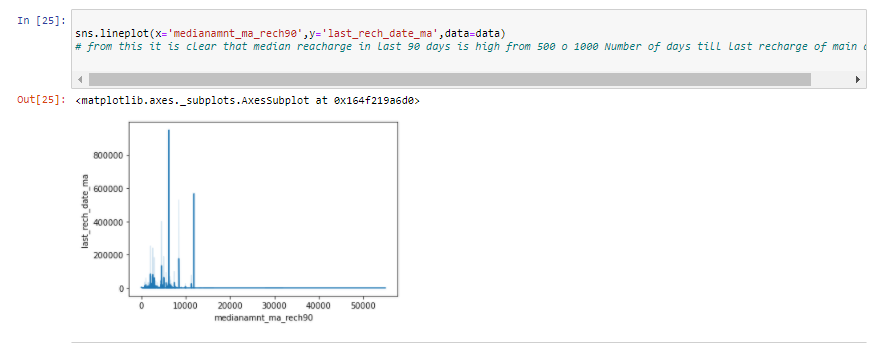 In [25]:
sns.lineplot(x='medianamnt_ma_rech90',y='last_rech_date_ma',data=data)
# from this it is clear that median reacharge in last 90 days is high from 500 o 1000 Number of days till last recharge of main
Out[25]: <matplotlib.axes._subplots.AxesSubplot at 0x164f219a6d0>
800000
600000
400000
200000
0
last_rech_date_ma
0 10000 20000 30000 40000 50000
medianamnt_ma_rech90